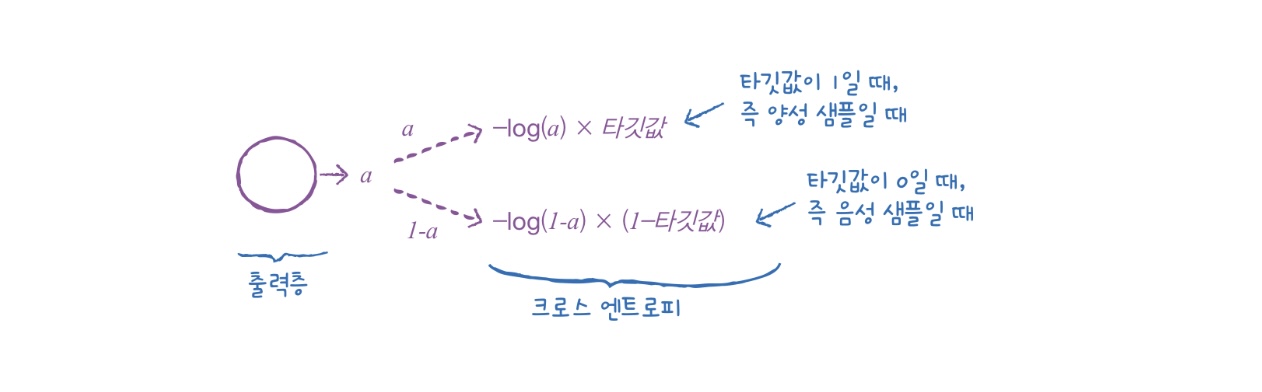 타깃값이 1일 때,
즉 양성 샘플일 때
a
−log(a) × 타깃값
a
타깃값이 0일 때,
즉 음성 샘플일 때
1-a
−log(1-a) × (1−타깃값)
출력층
크로스 엔트로피